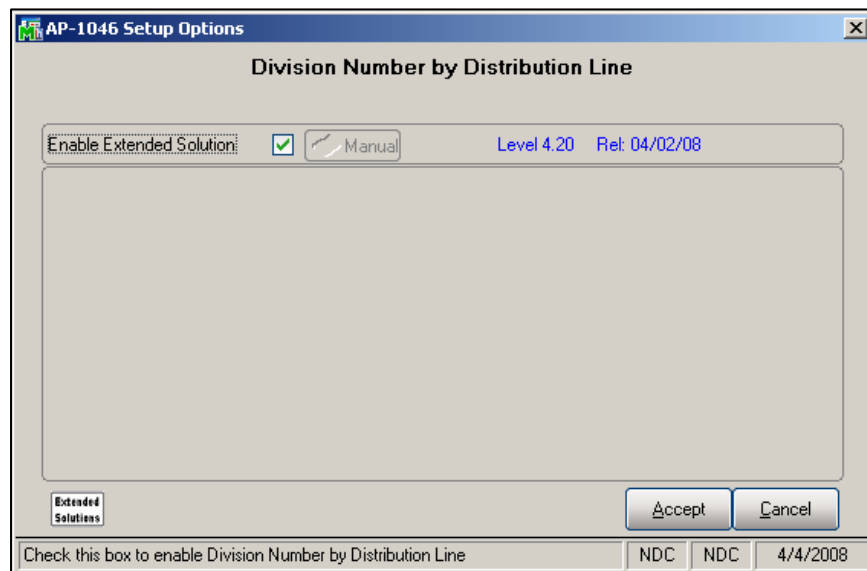 AP-1046 Setup Options
Division Number by Distribution Line
Enable Extended Solution Manual Level 4.20 Rel: 04/02/08
Extended
Solutions
Accept Cancel
Check this box to enable Division Number by Distribution Line NDC NDC 4/4/2008